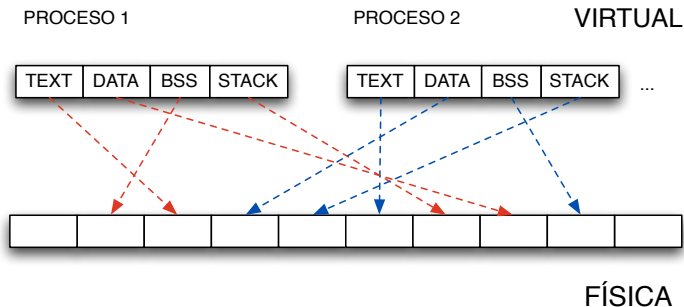 PROCESO 1 PROCESO 2 VIRTUAL
TEXT DATA BSS STACK TEXT DATA BSS STACK ...
FÍSICA